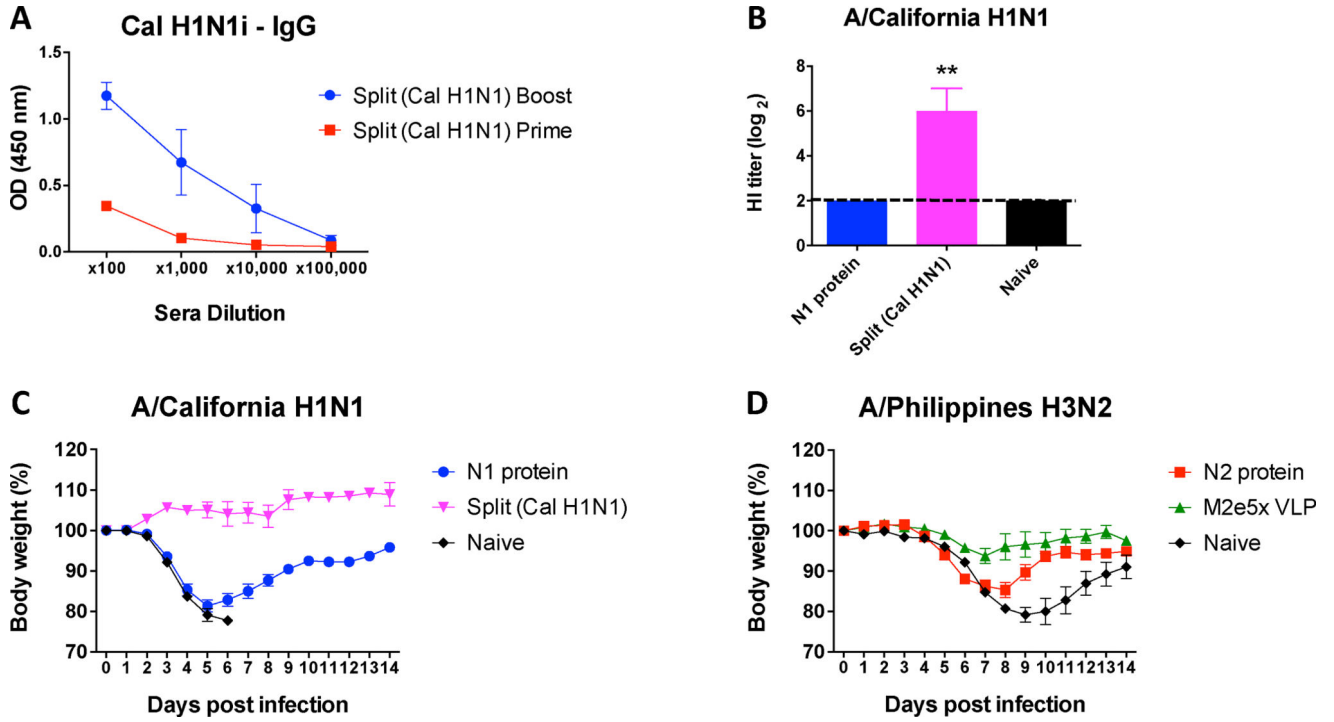 A
Cal H1N1i - IgG
OD (450 nm)
1.5
1.0
0.5
0.0
x100
x1,000
x10,000
x100,000
Sera Dilution
Split (Cal H1N1) Boost
Split (Cal H1N1) Prime
B
A/California H1N1
HI titer (log 2)
8
6
4
2
0
**
N1 protein
Split (Cal H1N1)
Naive
C
A/California H1N1
Body weight (%)
120
110
100
90
80
70
0 1 2 3 4 5 6 7 8 9 10 11 12 13 14
Days post infection
N1 protein
Split (Cal H1N1)
Naive
D
A/Philippines H3N2
Body weight (%)
120
110
100
90
80
70
0 1 2 3 4 5 6 7 8 9 10 11 12 13 14
Days post infection
N2 protein
M2e5x VLP
Naive